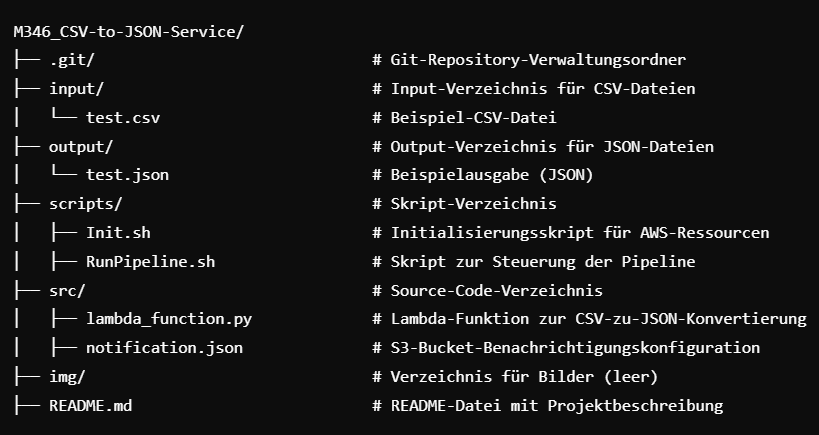 M346_CSV-to-JSON-Service/
├── .git/                              # Git-Repository-Verwaltungsordner
├── input/                             # Input-Verzeichnis für CSV-Dateien
│   └── test.csv                       # Beispiel-CSV-Datei
├── output/                            # Output-Verzeichnis für JSON-Dateien
│   └── test.json                      # Beispielausgabe (JSON)
├── scripts/                           # Skript-Verzeichnis
│   ├── Init.sh                        # Initialisierungsskript für AWS-Ressourcen
│   ├── RunPipeline.sh                 # Skript zur Steuerung der Pipeline
├── src/                               # Source-Code-Verzeichnis
│   ├── lambda_function.py             # Lambda-Funktion zur CSV-zu-JSON-Konvertierung
│   ├── notification.json              # S3-Bucket-Benachrichtigungskonfiguration
├── img/                               # Verzeichnis für Bilder (leer)
├── README.md                          # README-Datei mit Projektbeschreibung